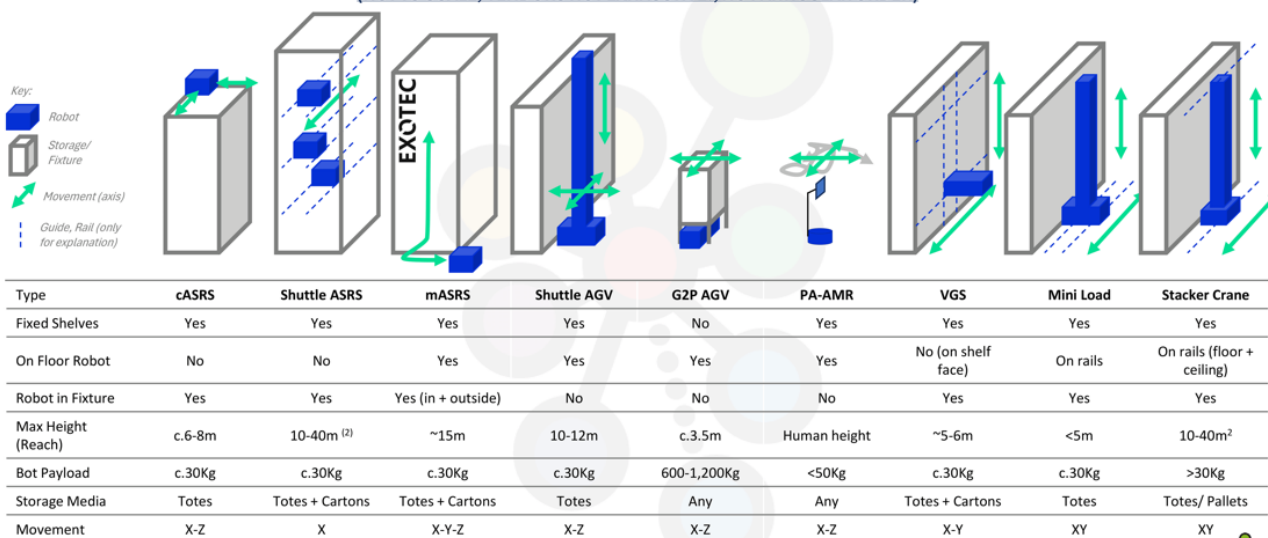 EXOTEC
Key:
Robot
Storage/
Fixture
Movement (axis)
Guide, Rail (only
for explanation)
Type cASRS Shuttle ASRS mASRS Shuttle AGV G2P AGV PA-AMR VGS Mini Load Stacker Crane
Fixed Shelves Yes Yes Yes Yes No Yes Yes Yes Yes
On Floor Robot No No Yes Yes Yes Yes No (on shelf face) On rails On rails (floor + ceiling)
Robot in Fixture Yes Yes Yes (in + outside) No No No Yes Yes Yes
Max Height (Reach) c.6-8m 10-40m (2) ~15m 10-12m c.3.5m Human height ~5-6m <5m 10-40m2
Bot Payload c.30Kg c.30Kg c.30Kg c.30Kg 600-1,200Kg <50Kg c.30Kg c.30Kg >30Kg
Storage Media Totes Totes + Cartons Totes + Cartons Totes Any Any Totes + Cartons Totes Totes/ Pallets
Movement X-Z X X-Y-Z X-Z X-Z X-Z X-Y XY XY